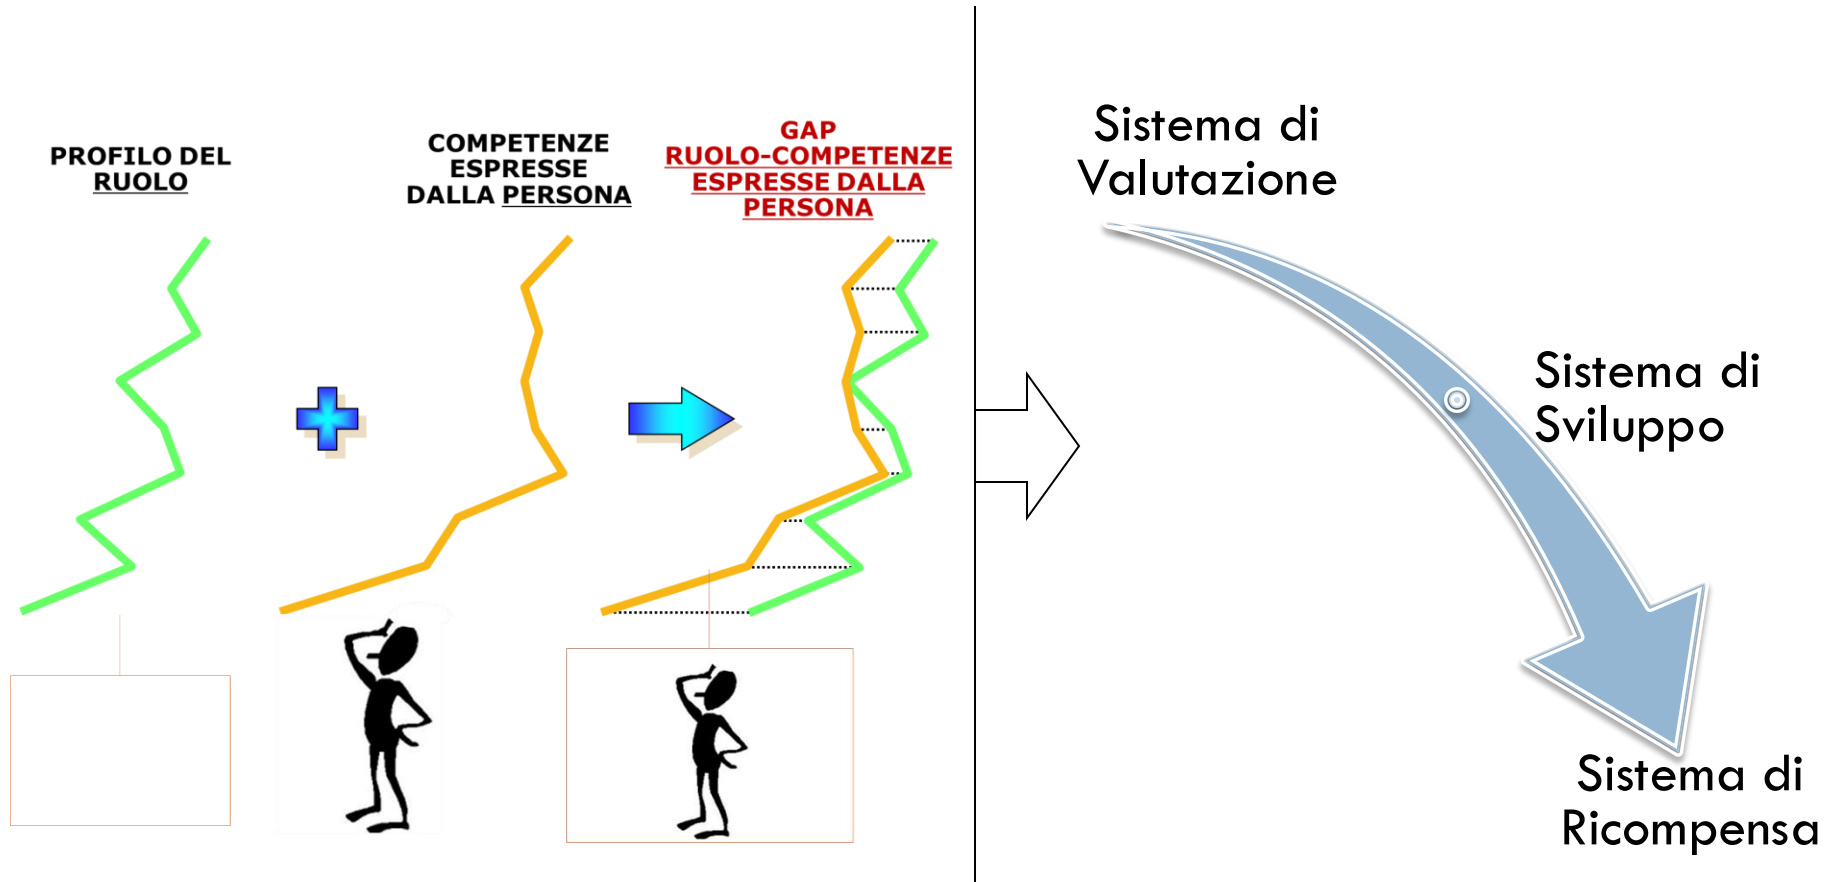 PROFILO DEL
RUOLO
COMPETENZE
ESPRESSE
DALLA PERSONA
GAP
RUOLO-COMPETENZE
ESPRESSE DALLA
PERSONA
Sistema di
Valutazione
Sistema di
Sviluppo
Sistema di
Ricompensa